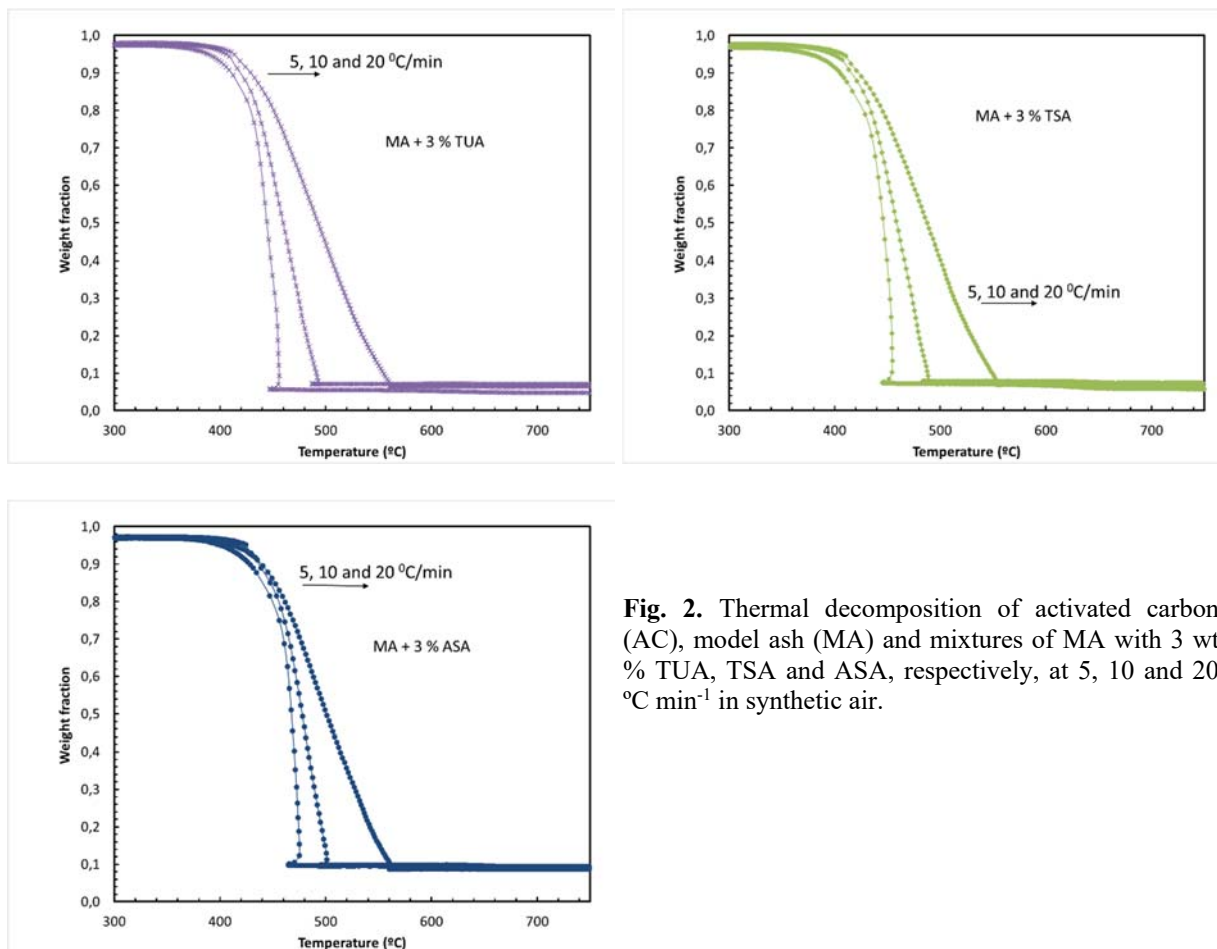 1,0
0,9
0,8
0,7
0,6
0,5
0,4
0,3
0,2
0,1
0,0
Weight fraction
5, 10 and 20 ⁰C/min
MA + 3 % TUA
300 400 500 600 700
Temperature (ºC)
1,0
0,9
0,8
0,7
0,6
0,5
0,4
0,3
0,2
0,1
0,0
Weight fraction
MA + 3 % TSA
5, 10 and 20 ⁰C/min
300 400 500 600 700
Temperature (ºC)
1,0
0,9
0,8
0,7
0,6
0,5
0,4
0,3
0,2
0,1
0,0
Weight fraction
5, 10 and 20 ⁰C/min
MA + 3 % ASA
300 400 500 600 700
Temperature (ºC)
Fig. 2. Thermal decomposition of activated carbon
(AC), model ash (MA) and mixtures of MA with 3 wt
% TUA, TSA and ASA, respectively, at 5, 10 and 20
ºC min⁻¹ in synthetic air.